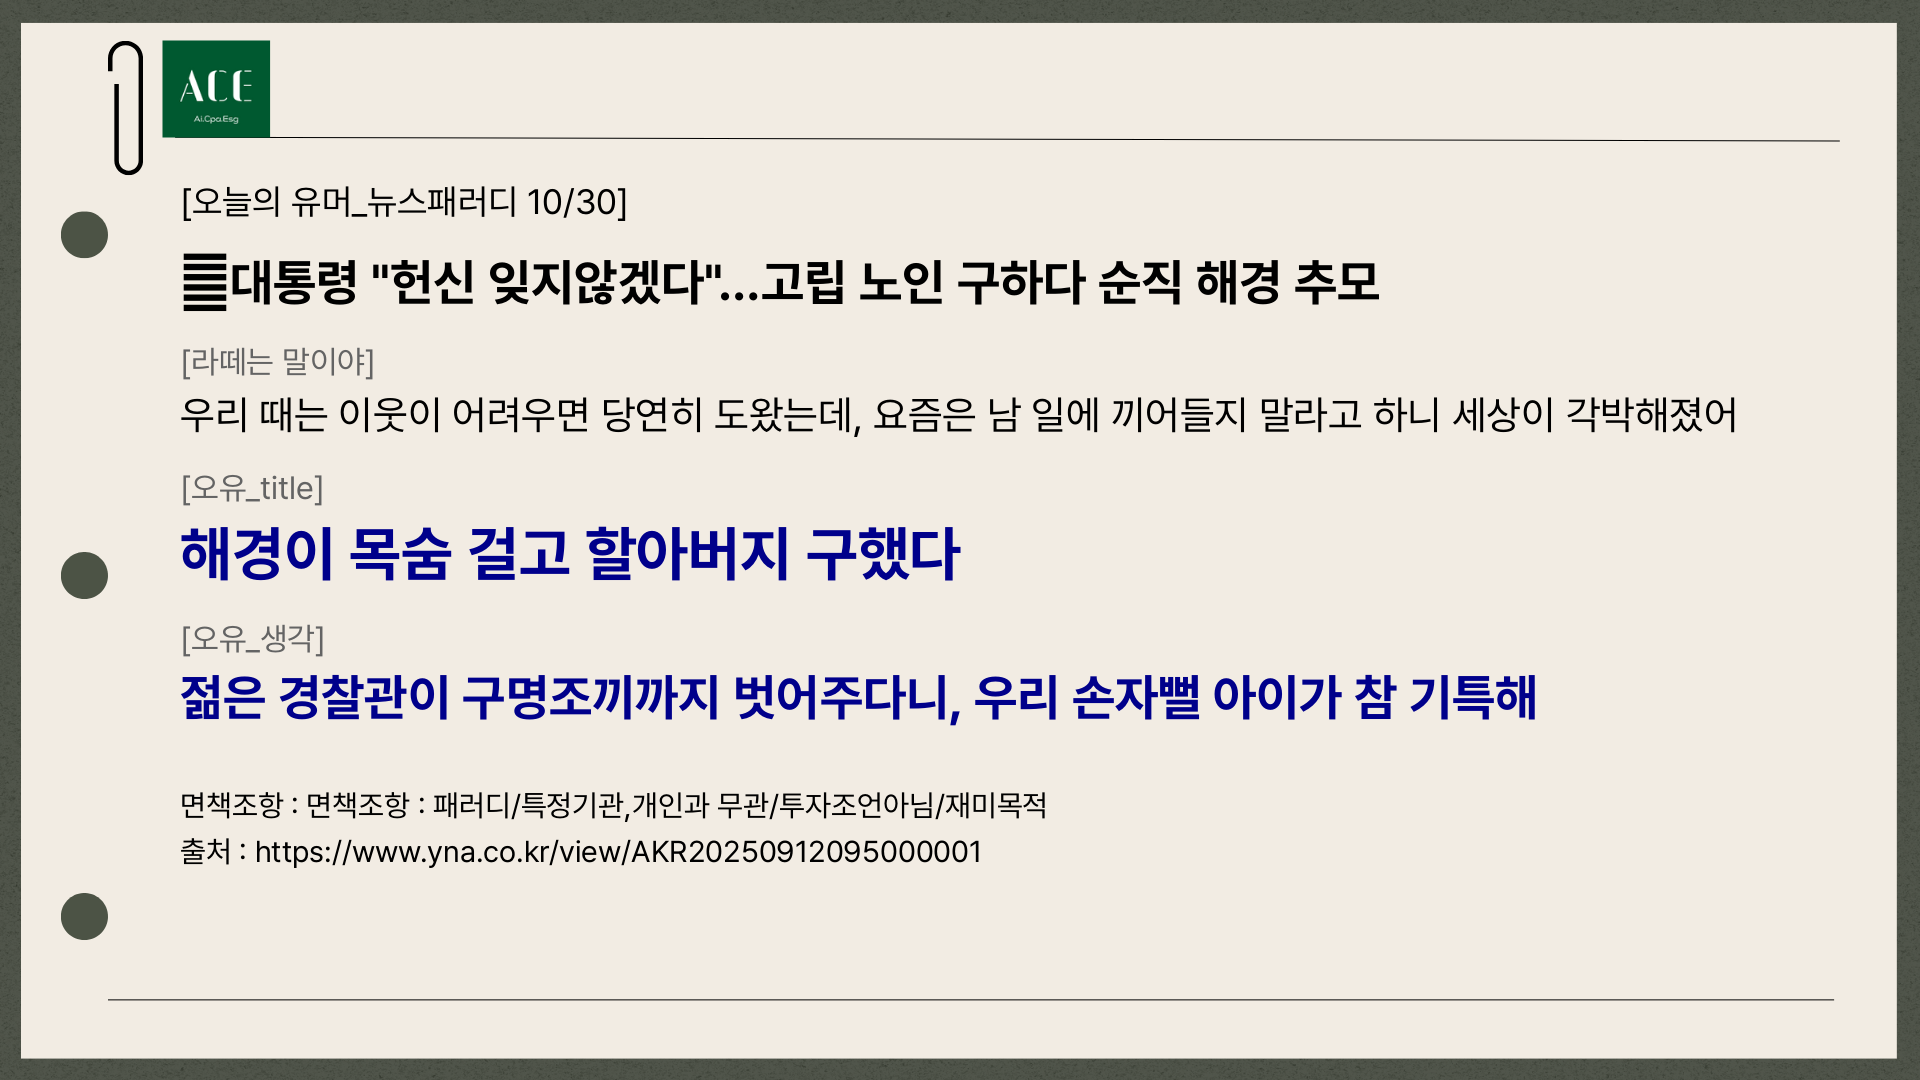 ACE
Ai.Cpa.Esg
[오늘의 유머_뉴스패러디 10/30]
대통령 "헌신 잊지않겠다"...고립 노인 구하다 순직 해경 추모
[라떼는 말이야]
우리 때는 이웃이 어려우면 당연히 도왔는데, 요즘은 남 일에 끼어들지 말라고 하니 세상이 각박해졌어
[오유_title]
해경이 목숨 걸고 할아버지 구했다
[오유_생각]
젊은 경찰관이 구명조끼까지 벗어주다니, 우리 손자뻘 아이가 참 기특해
면책조항 : 면책조항 : 패러디/특정기관,개인과 무관/투자조언아님/재미목적
출처 : https://www.yna.co.kr/view/AKR20250912095000001